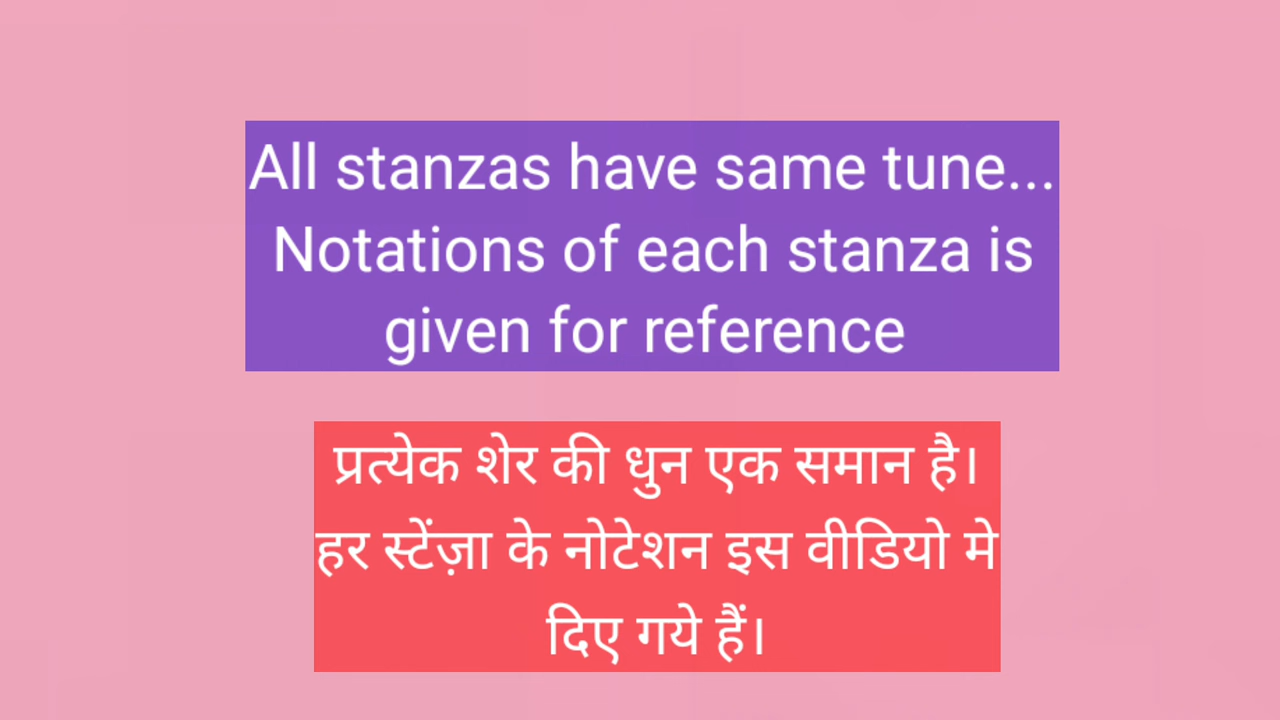 All stanzas have same tune...
Notations of each stanza is
given for reference
प्रत्येक शेर की धुन एक समान है।
हर स्टेंज़ा के नोटेशन इस वीडियो मे
दिए गये हैं।